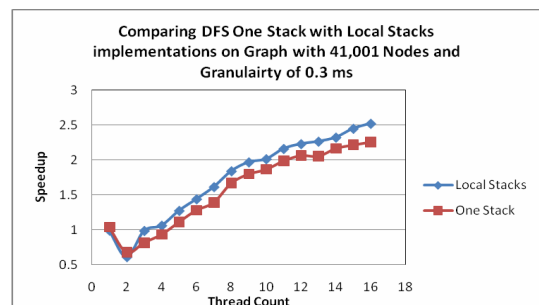 Comparing DFS One Stack with Local Stacks
implementations on Graph with 41,001 Nodes and
Granulairty of 0.3 ms
3
2.5
2
1.5
1
0.5
Speedup
0 2 4 6 8 10 12 14 16 18
Thread Count
Local Stacks
One Stack